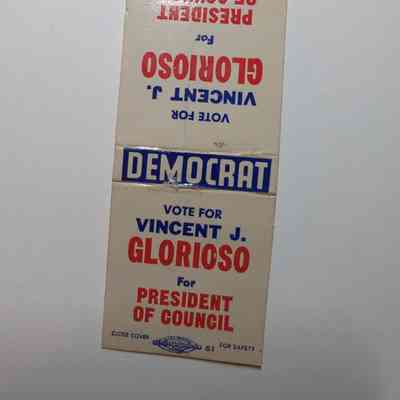 PRESIDENT
For
GLORIOSO
VINCENT J.
VOTE FOR
DEMOCRAT
VOTE FOR
VINCENT J.
GLORIOSO
For
PRESIDENT
OF COUNCIL
CLOSE COVER 61 FOR SAFETY